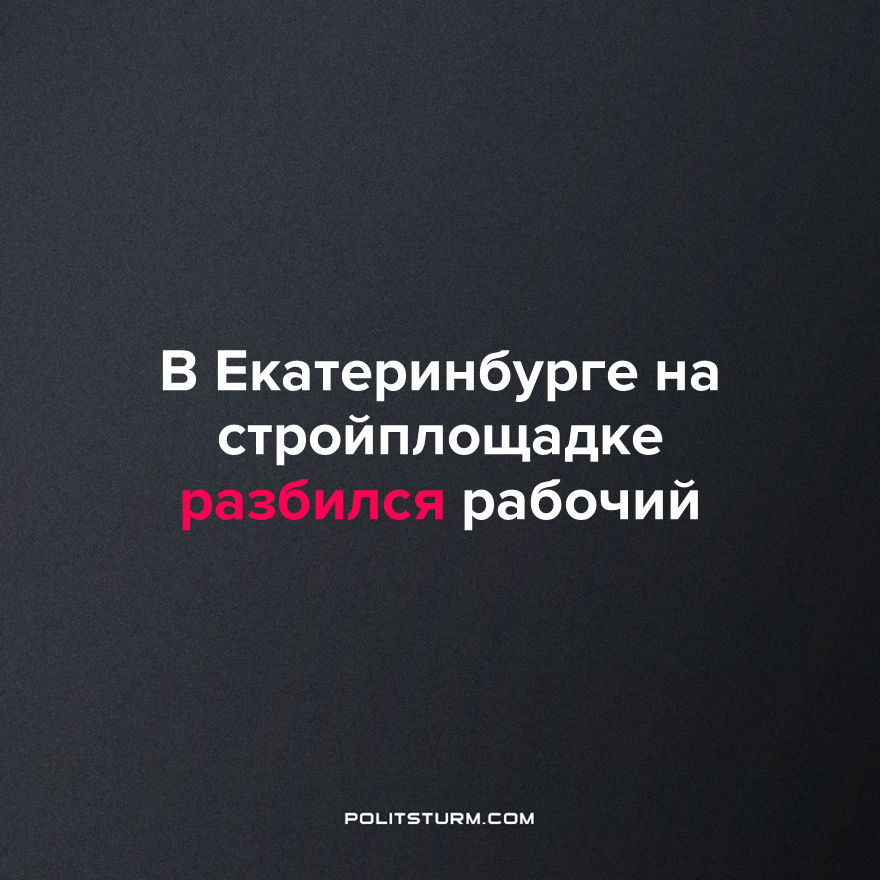 В Екатеринбурге на
стройплощадке
разбился рабочий
POLITSTURM.COM